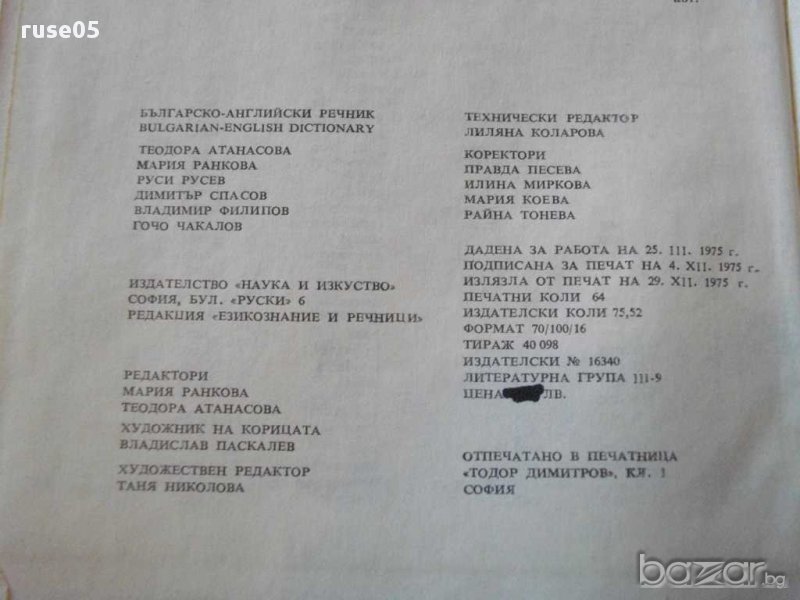 ruse05
БЪЛГАРСКО-АНГЛИЙСКИ РЕЧНИК
BULGARIAN-ENGLISH DICTIONARY
ТЕОДОРА АТАНАСОВА
МАРИЯ РАНКОВА
РУСИ РУСЕВ
ДИМИТЪР СПАСОВ
ВЛАДИМИР ФИЛИПОВ
ГОЧО ЧАКАЛОВ
ИЗДАТЕЛСТВО «НАУКА И ИЗКУСТВО»
СОФИЯ, БУЛ. «РУСКИ» 6
РЕДАКЦИЯ «ЕЗИКОЗНАНИЕ И РЕЧНИЦИ»
РЕДАКТОРИ
МАРИЯ РАНКОВА
ТЕОДОРА АТАНАСОВА
ХУДОЖНИК НА КОРИЦАТА
ВЛАДИСЛАВ ПАСКАЛЕВ
ХУДОЖЕСТВЕН РЕДАКТОР
ТАНЯ НИКОЛОВА
ТЕХНИЧЕСКИ РЕДАКТОР
ЛИЛЯНА КОЛАРОВА
КОРЕКТОРИ
ПРАВДА ПЕСЕВА
ИЛИНА МИРКОВА
МАРИЯ КОЕВА
РАЙНА ТОНЕВА
ДАДЕНА ЗА РАБОТА НА 25. III. 1975 г.
ПОДПИСАНА ЗА ПЕЧАТ НА 4. XII. 1975 г.
ИЗЛЯЗЛА ОТ ПЕЧАТ НА 29. XII. 1975 г.
ПЕЧАТНИ КОЛИ 64
ИЗДАТЕЛСКИ КОЛИ 75,52
ФОРМАТ 70/100/16
ТИРАЖ 40 098
ИЗДАТЕЛСКИ № 16340
ЛИТЕРАТУРНА ГРУПА III-9
ЦЕНА ЛВ.
ОТПЕЧАТАНО В ПЕЧАТНИЦА
«ТОДОР ДИМИТРОВ», КЛ. 1
СОФИЯ
bazar.bg